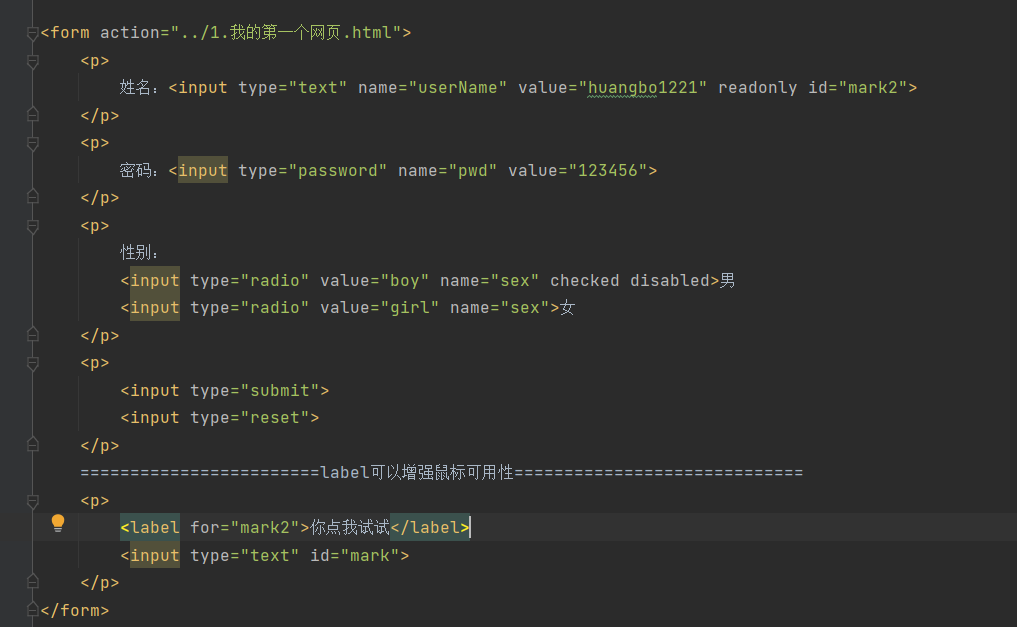 <form action="../1.我的第一个网页.html">
<p>
姓名：<input type="text" name="userName" value="huangbo1221" readonly id="mark2">
</p>
<p>
密码：<input type="password" name="pwd" value="123456">
</p>
<p>
性别：
<input type="radio" value="boy" name="sex" checked disabled>男
<input type="radio" value="girl" name="sex">女
</p>
<p>
<input type="submit">
<input type="reset">
</p>
========================label可以增强鼠标可用性=============================
<p>
<label for="mark2">你点我试试</label>
<input type="text" id="mark">
</p>
</form>